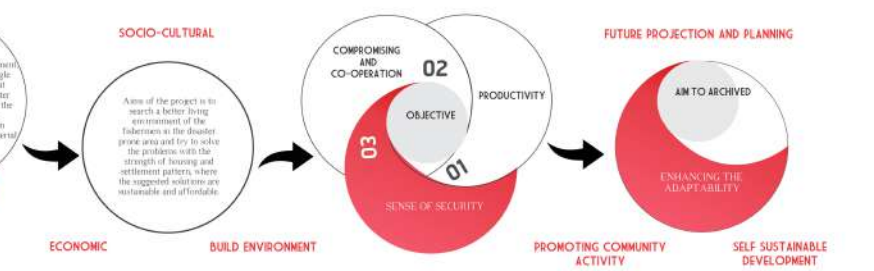 SOCIO-CULTURAL
the
Aims of the project is to
search a better living
environment of the
fishermen in the disaster
prone area and try to solve
the problems with the
strength of housing and
settlement pattern, where
the suggested solutions are
sustainable and affordable.
ECONOMIC
BUILD ENVIRONMENT
COMPROMISING
AND
CO-OPERATION
02
PRODUCTIVITY
OBJECTIVE
03
01
SENSE OF SECURITY
FUTURE PROJECTION AND PLANNING
AIM TO ARCHIVED
ENHANCING THE
ADAPTABILITY
PROMOTING COMMUNITY
ACTIVITY
SELF SUSTAINABLE
DEVELOPMENT